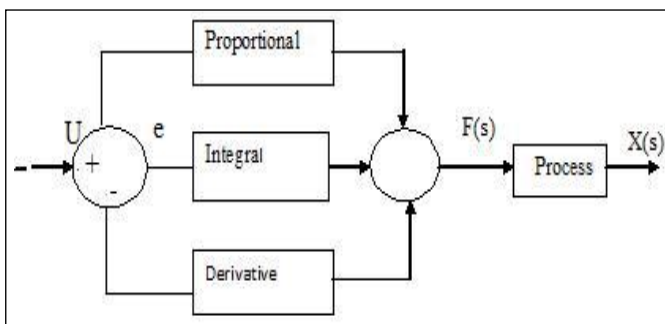 Proportional
U
e
+
-
Integral
F(s)
Process
X(s)
Derivative